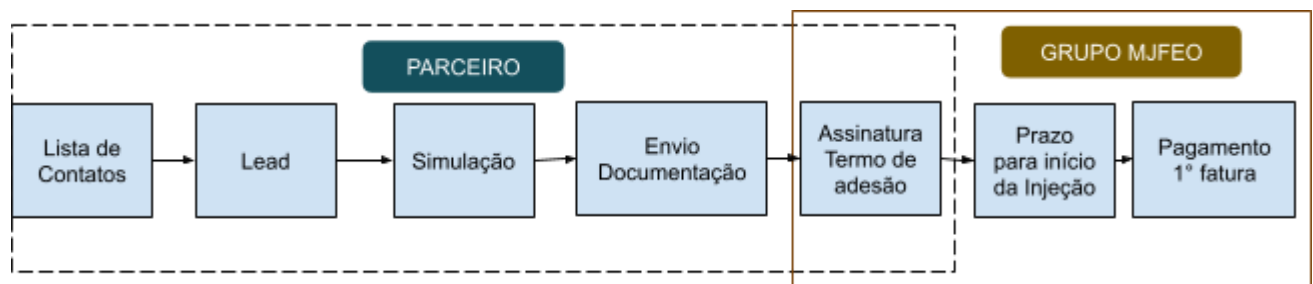 PARCEIRO
GRUPO MJFEO
Lista de
Contatos
Lead
Simulação
Envio
Documentação
Assinatura
Termo de
adesão
Prazo
para início
da Injeção
Pagamento
1° fatura